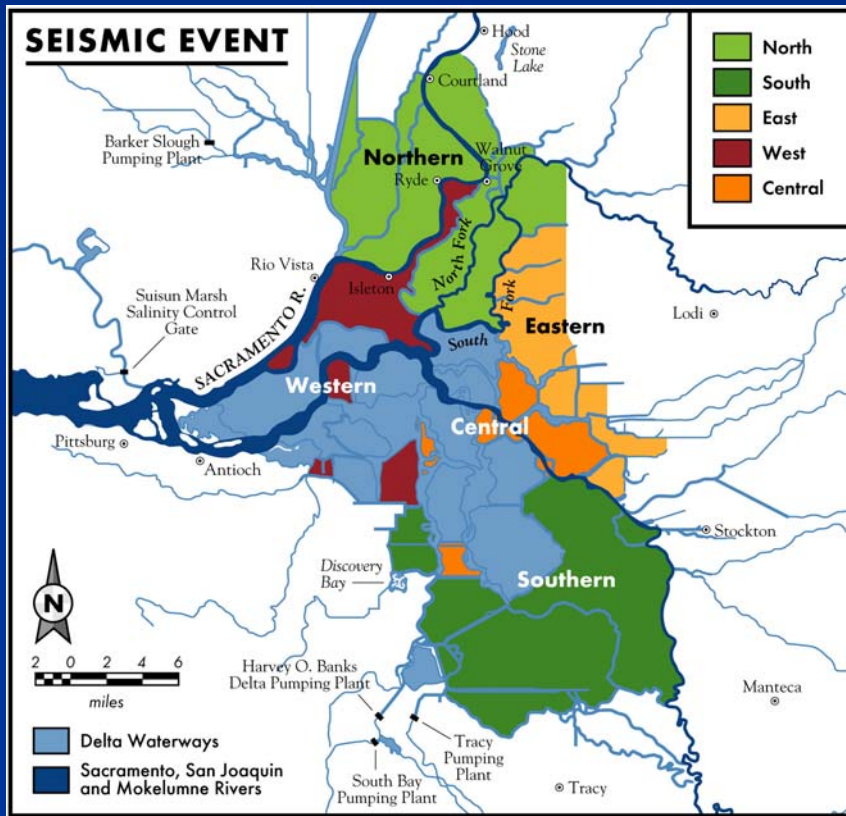 SEISMIC EVENT
Hood
Stone
Lake
Courtland
North
South
East
West
Central
Barker Slough
Pumping Plant
Northern
Walnut
Grove
Ryde
North Fork
Rio Vista
Isleton
Fork
Suisun Marsh
Salinity Control
Gate
SACRAMENTO R.
South
Eastern
Lodi
Western
Central
Pittsburg
Antioch
Stockton
Discovery
Bay
Southern
N
2 0 2 4 6
miles
Harvey O. Banks
Delta Pumping Plant
Manteca
Delta Waterways
Sacramento, San Joaquin
and Mokelumne Rivers
Tracy
Pumping
Plant
South Bay
Pumping Plant
Tracy